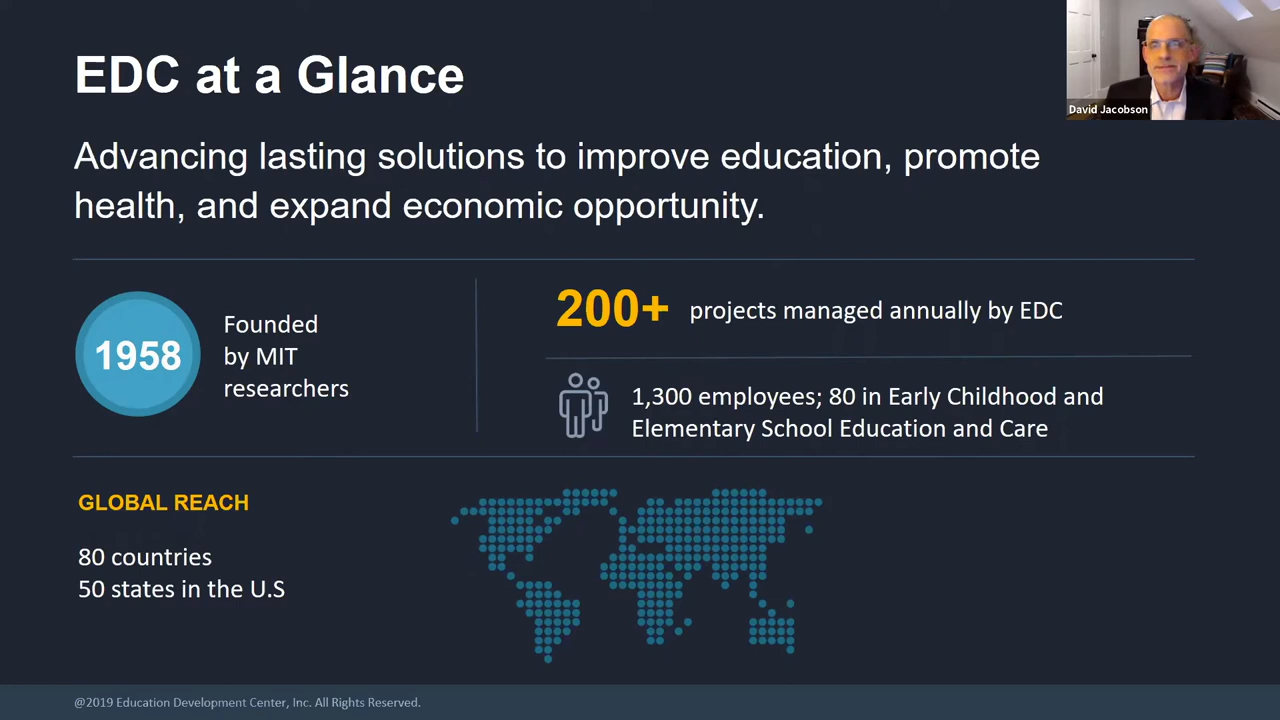 EDC at a Glance
David Jacobson
Advancing lasting solutions to improve education, promote
health, and expand economic opportunity.
1958
Founded
by MIT
researchers
200+ projects managed annually by EDC
1,300 employees; 80 in Early Childhood and
Elementary School Education and Care
GLOBAL REACH
80 countries
50 states in the U.S
@2019 Education Development Center, Inc. All Rights Reserved.